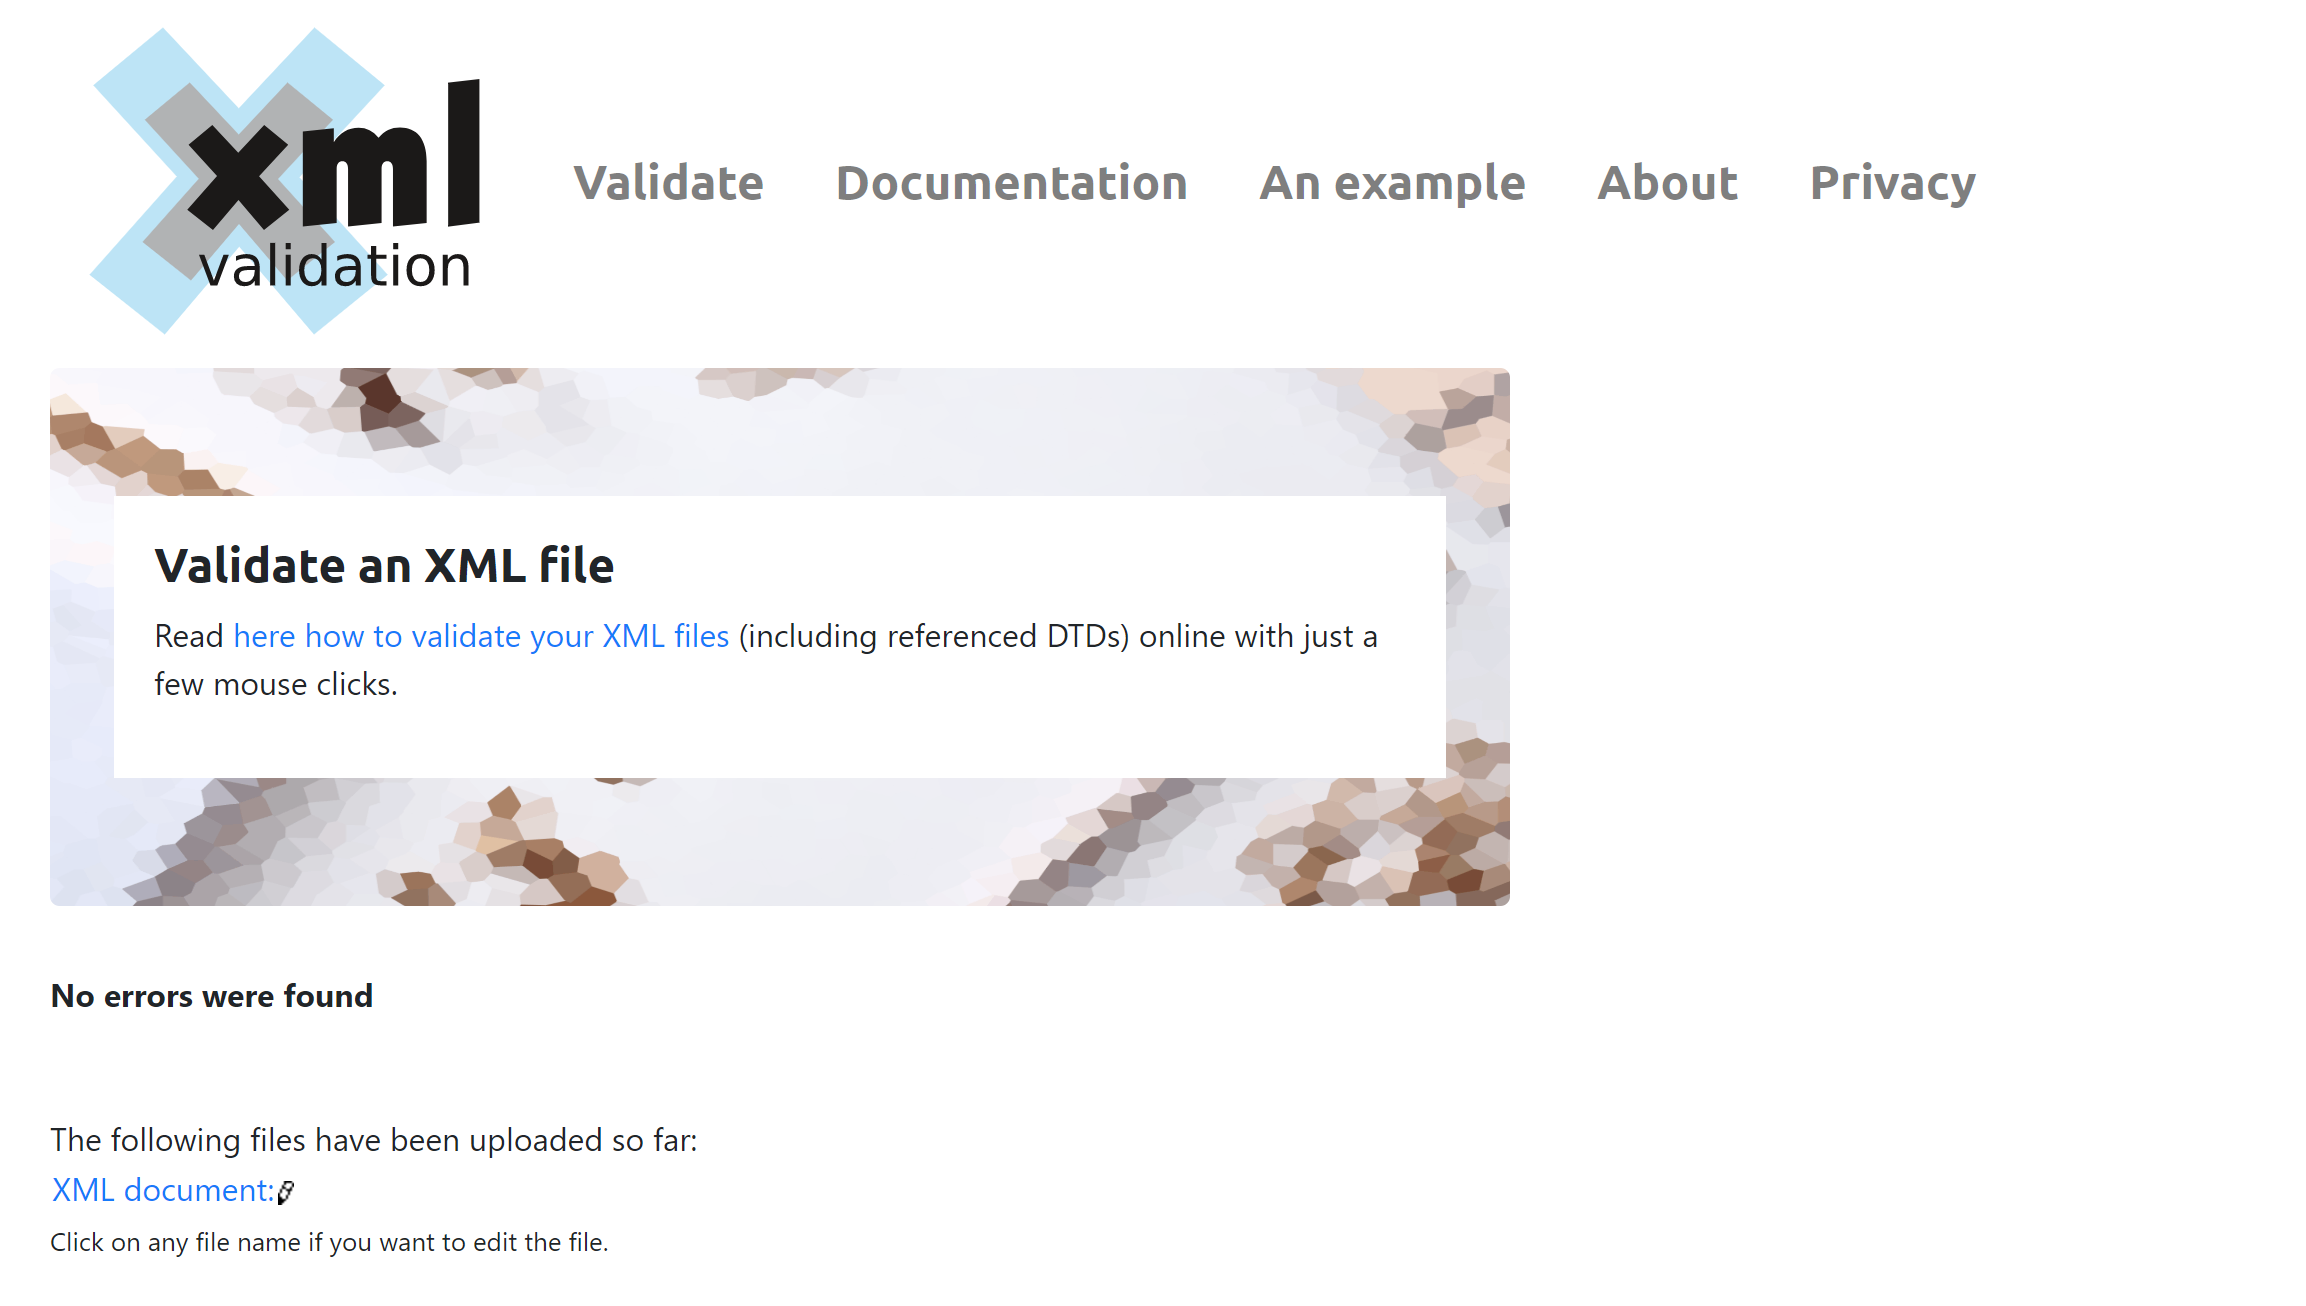 xml
validation
Validate Documentation An example About Privacy
Validate an XML file
Read here how to validate your XML files (including referenced DTDs) online with just a
few mouse clicks.
No errors were found
The following files have been uploaded so far:
XML document:
Click on any file name if you want to edit the file.